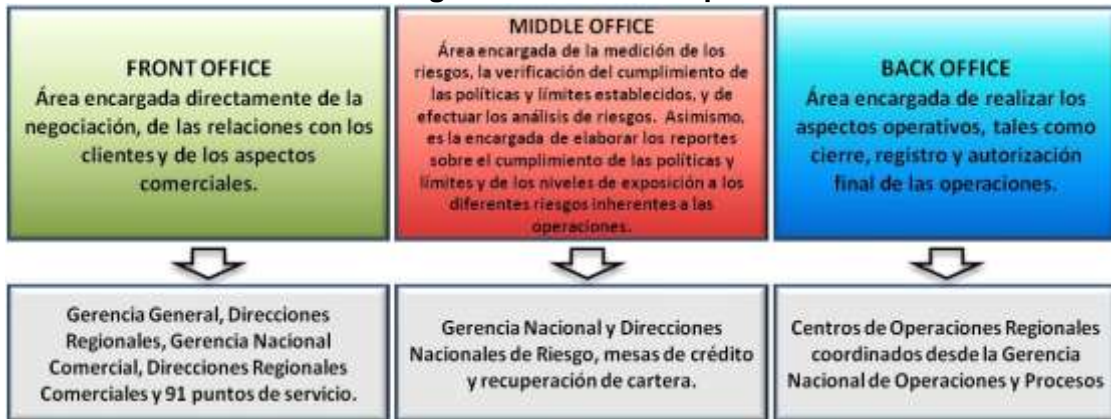 FRONT OFFICE
Área encargada directamente de la
negociación, de las relaciones con los
clientes y de los aspectos
comerciales.
MIDDLE OFFICE
Área encargada de la medición de los
riesgos, la verificación del cumplimiento de
las políticas y límites establecidos, y de
efectuar los análisis de riesgos. Asimismo,
es la encargada de elaborar los reportes
sobre el cumplimiento de las políticas y
límites y de los niveles de exposición a los
diferentes riesgos inherentes a las
operaciones.
BACK OFFICE
Área encargada de realizar los
aspectos operativos, tales como
cierre, registro y autorización
final de las operaciones.
Gerencia General, Direcciones
Regionales, Gerencia Nacional
Comercial, Direcciones Regionales
Comerciales y 91 puntos de servicio.
Gerencia Nacional y Direcciones
Nacionales de Riesgo, mesas de crédito
y recuperación de cartera.
Centros de Operaciones Regionales
coordinados desde la Gerencia
Nacional de Operaciones y Procesos